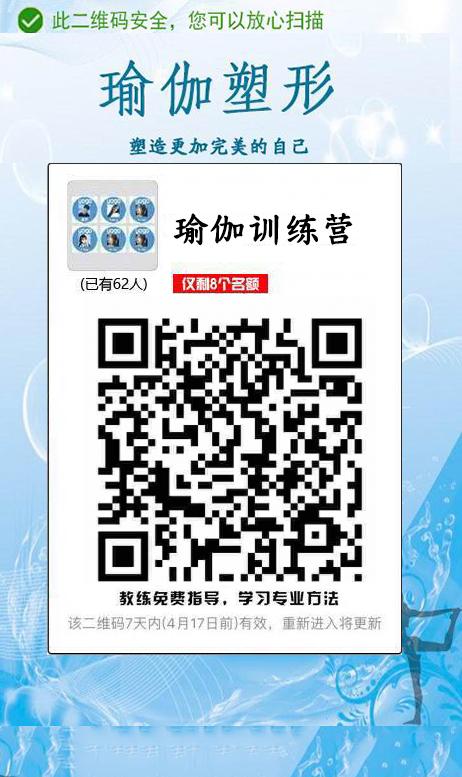 此二维码安全，您可以放心扫描
瑜伽塑形
塑造更加完美的自己
瑜伽训练营
(已有62人)
仅剩8个名额
教练免费指导，学习专业方法
该二维码7天内(4月17日前)有效，重新进入将更新